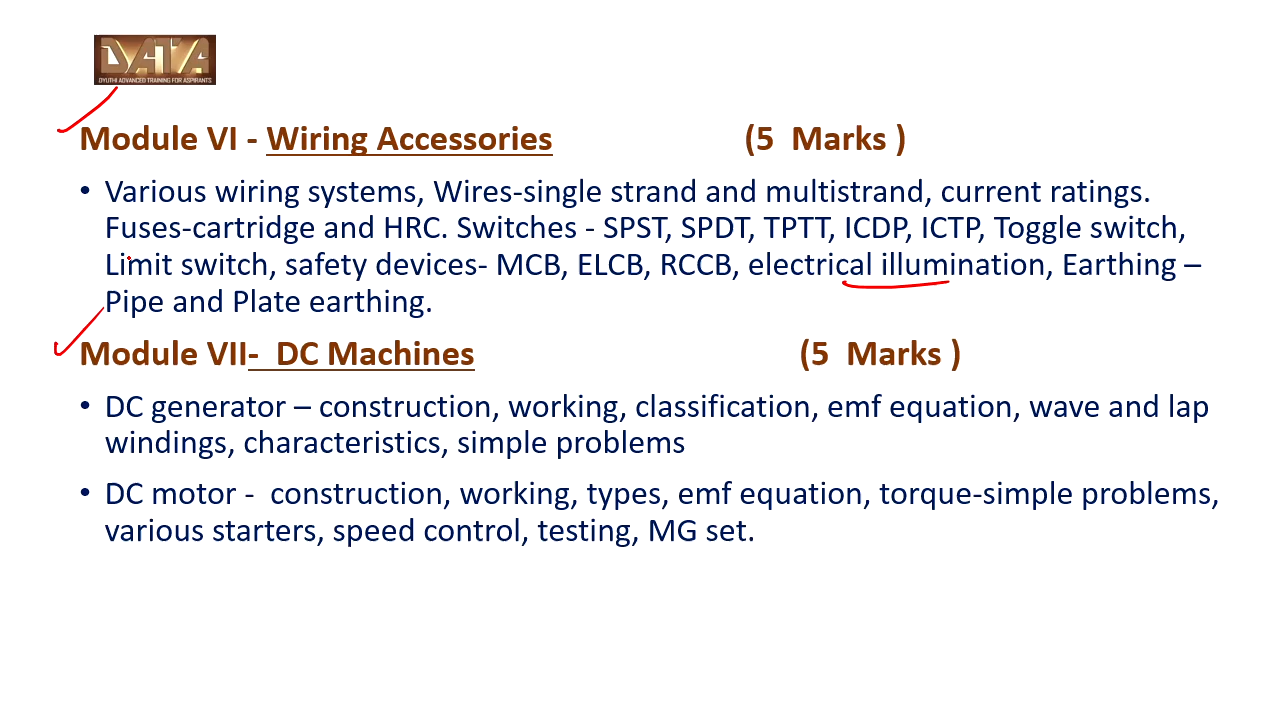 DATA
DYUTHI ADVANCED TRAINING FOR ASPIRANTS
Module VI - Wiring Accessories (5 Marks )
• Various wiring systems, Wires-single strand and multistrand, current ratings.
Fuses-cartridge and HRC. Switches - SPST, SPDT, TPTT, ICDP, ICTP, Toggle switch,
Limit switch, safety devices- MCB, ELCB, RCCB, electrical illumination, Earthing –
Pipe and Plate earthing.
Module VII- DC Machines (5 Marks )
• DC generator – construction, working, classification, emf equation, wave and lap
windings, characteristics, simple problems
• DC motor - construction, working, types, emf equation, torque-simple problems,
various starters, speed control, testing, MG set.